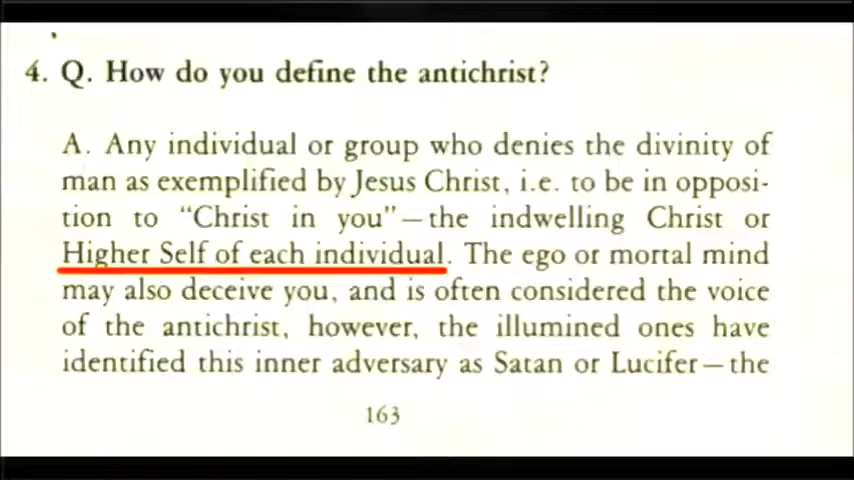 4. Q. How do you define the antichrist?
A. Any individual or group who denies the divinity of
man as exemplified by Jesus Christ, i.e. to be in opposi-
tion to “Christ in you”—the indwelling Christ or
Higher Self of each individual. The ego or mortal mind
may also deceive you, and is often considered the voice
of the antichrist, however, the illumined ones have
identified this inner adversary as Satan or Lucifer—the
163